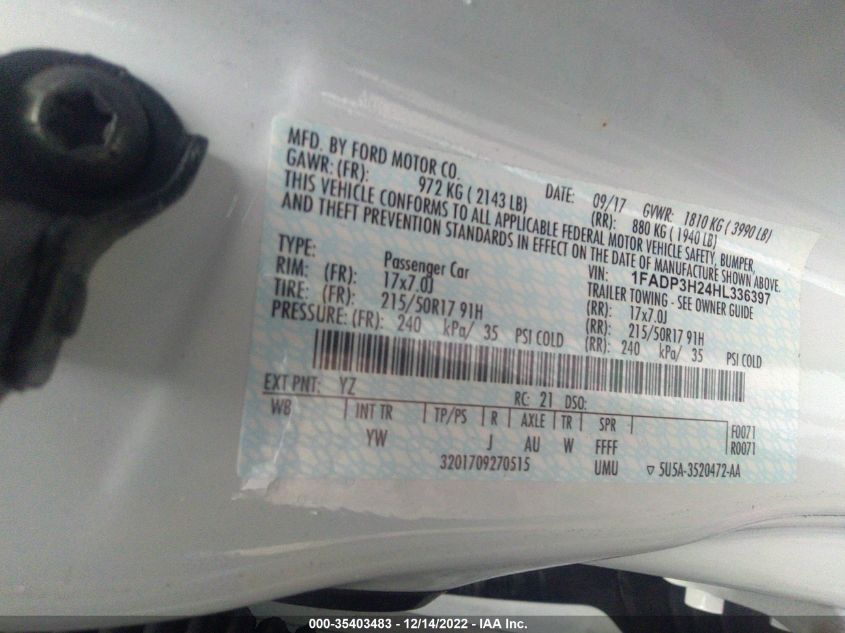 MFD. BY FORD MOTOR CO.
DATE: 09/17 GVWR: 1810 KG ( 3990 LB)
GAWR: (FR): 972 KG ( 2143 LB) (RR): 880 KG ( 1940 LB)
THIS VEHICLE CONFORMS TO ALL APPLICABLE FEDERAL MOTOR VEHICLE SAFETY, BUMPER,
AND THEFT PREVENTION STANDARDS IN EFFECT ON THE DATE OF MANUFACTURE SHOWN ABOVE.
VIN: 1FADP3H24HL336397
TYPE: Passenger Car TRAILER TOWING - SEE OWNER GUIDE
RIM: (FR): 17x7.0J (RR): 17x7.0J
TIRE: (FR): 215/50R17 91H (RR): 215/50R17 91H
PRESSURE: (FR): 240 kPa/ 35 PSI COLD (RR): 240 kPa/ 35 PSI COLD
EXT PNT: YZ RC: 21 DSO:
WB INT TR TP/PS R AXLE TR SPR F0071
YW J AU W FFFF R0071
3201709270515 UMU ▽ 5U5A-3520472-AA
000-35403483 - 12/14/2022 - IAA Inc.